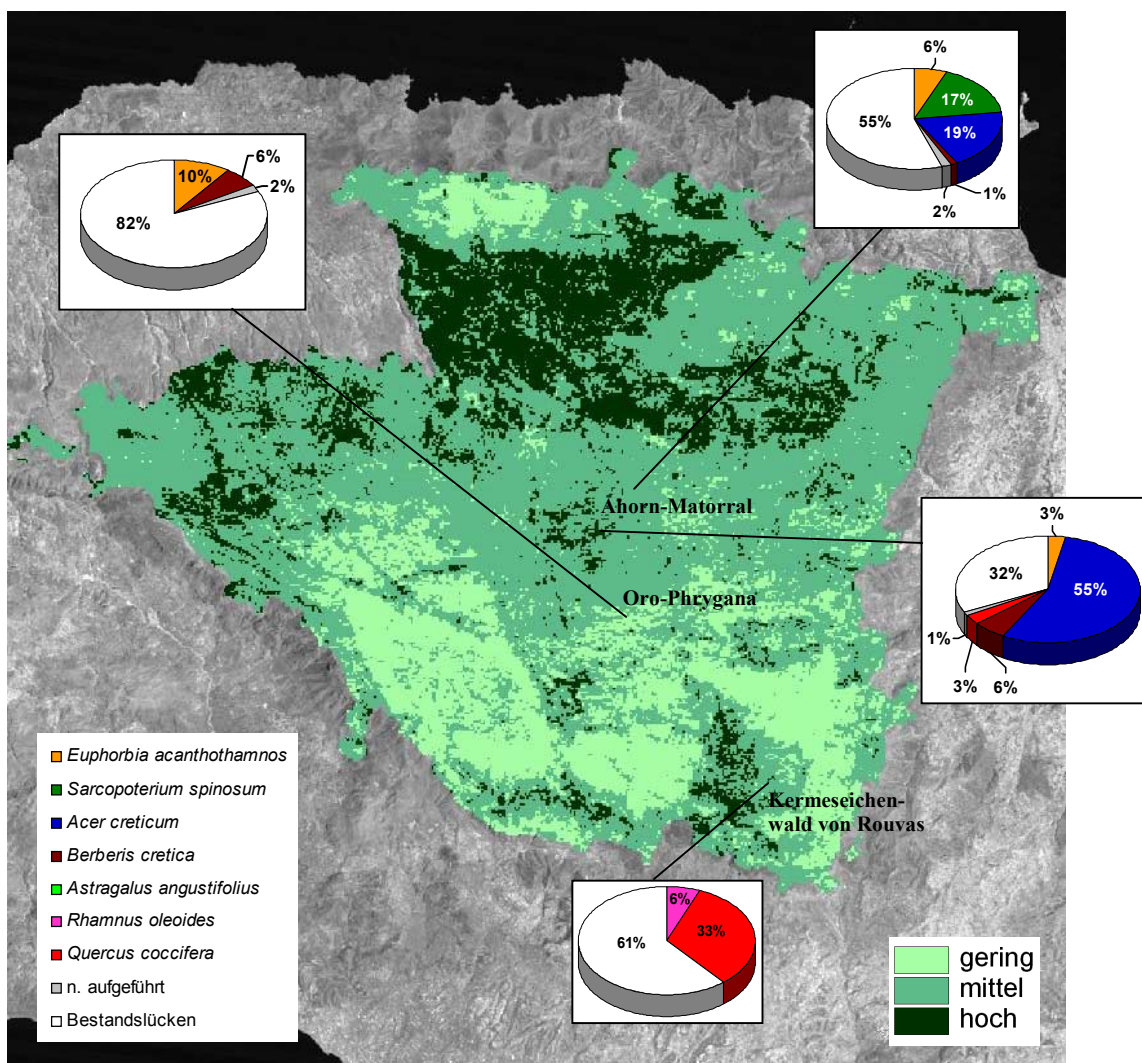 6%
17%
55%
19%
1%
2%
10%
6%
2%
82%
Ahorn-Matorral
3%
32%
55%
1%
3%
6%
Oro-Phrygana
Kermeseichen-
wald von Rouvas
6%
33%
61%
Euphorbia acanthothamnos
Sarcopoterium spinosum
Acer creticum
Berberis cretica
Astragalus angustifolius
Rhamnus oleoides
Quercus coccifera
n. aufgeführt
Bestandslücken
gering
mittel
hoch